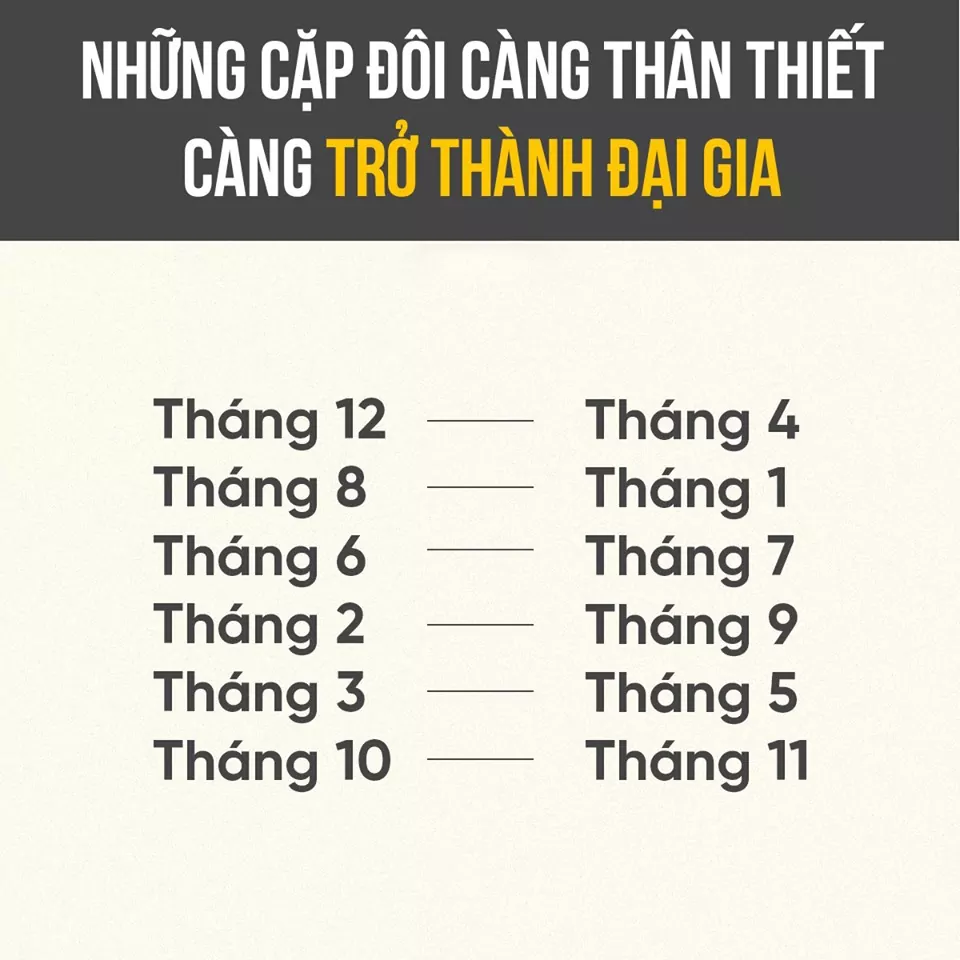 NHỮNG CẶP ĐÔI CÀNG THÂN THIẾT
CÀNG TRỞ THÀNH ĐẠI GIA
Tháng 12 — Tháng 4
Tháng 8 — Tháng 1
Tháng 6 — Tháng 7
Tháng 2 — Tháng 9
Tháng 3 — Tháng 5
Tháng 10 — Tháng 11